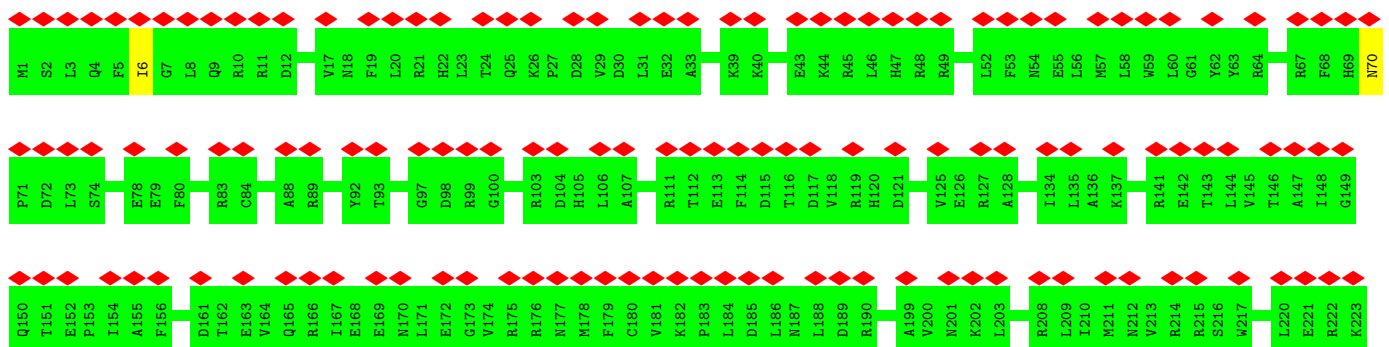 M1 S2 L3 Q4 F5 I6 G7 L8 Q9 R10 R11 D12 V17 N18 F19 L20 R21 H22 L23 T24 Q25 K26 P27 D28 V29 D30 L31 E32 A33 K39 K40 E43 K44 R45 L46 H47 R48 R49 L52 F53 N54 E55 L56 M57 L58 W59 L60 G61 Y62 Y63 R64 R67 F68 H69 N70
P71 D72 L73 S74 E78 E79 F80 R83 C84 A88 R89 Y92 T93 G97 D98 R99 G100 R103 D104 H105 L106 A107 R111 T112 E113 F114 D115 T116 D117 V118 R119 H120 D121 V125 E126 R127 A128 I134 L135 A136 K137 R141 E142 T143 L144 V145 T146 A147 I148 G149
Q150 T151 E152 P153 I154 A155 F156 D161 T162 E163 V164 Q165 R166 I167 E168 E169 N170 L171 E172 G173 V174 R175 R176 N177 M178 F179 C180 V181 K182 P183 L184 D185 L186 N187 L188 D189 R190 A199 V200 N201 K202 L203 R208 L209 I210 M211 N212 V213 R214 R215 S216 W217 L220 E221 R222 K223